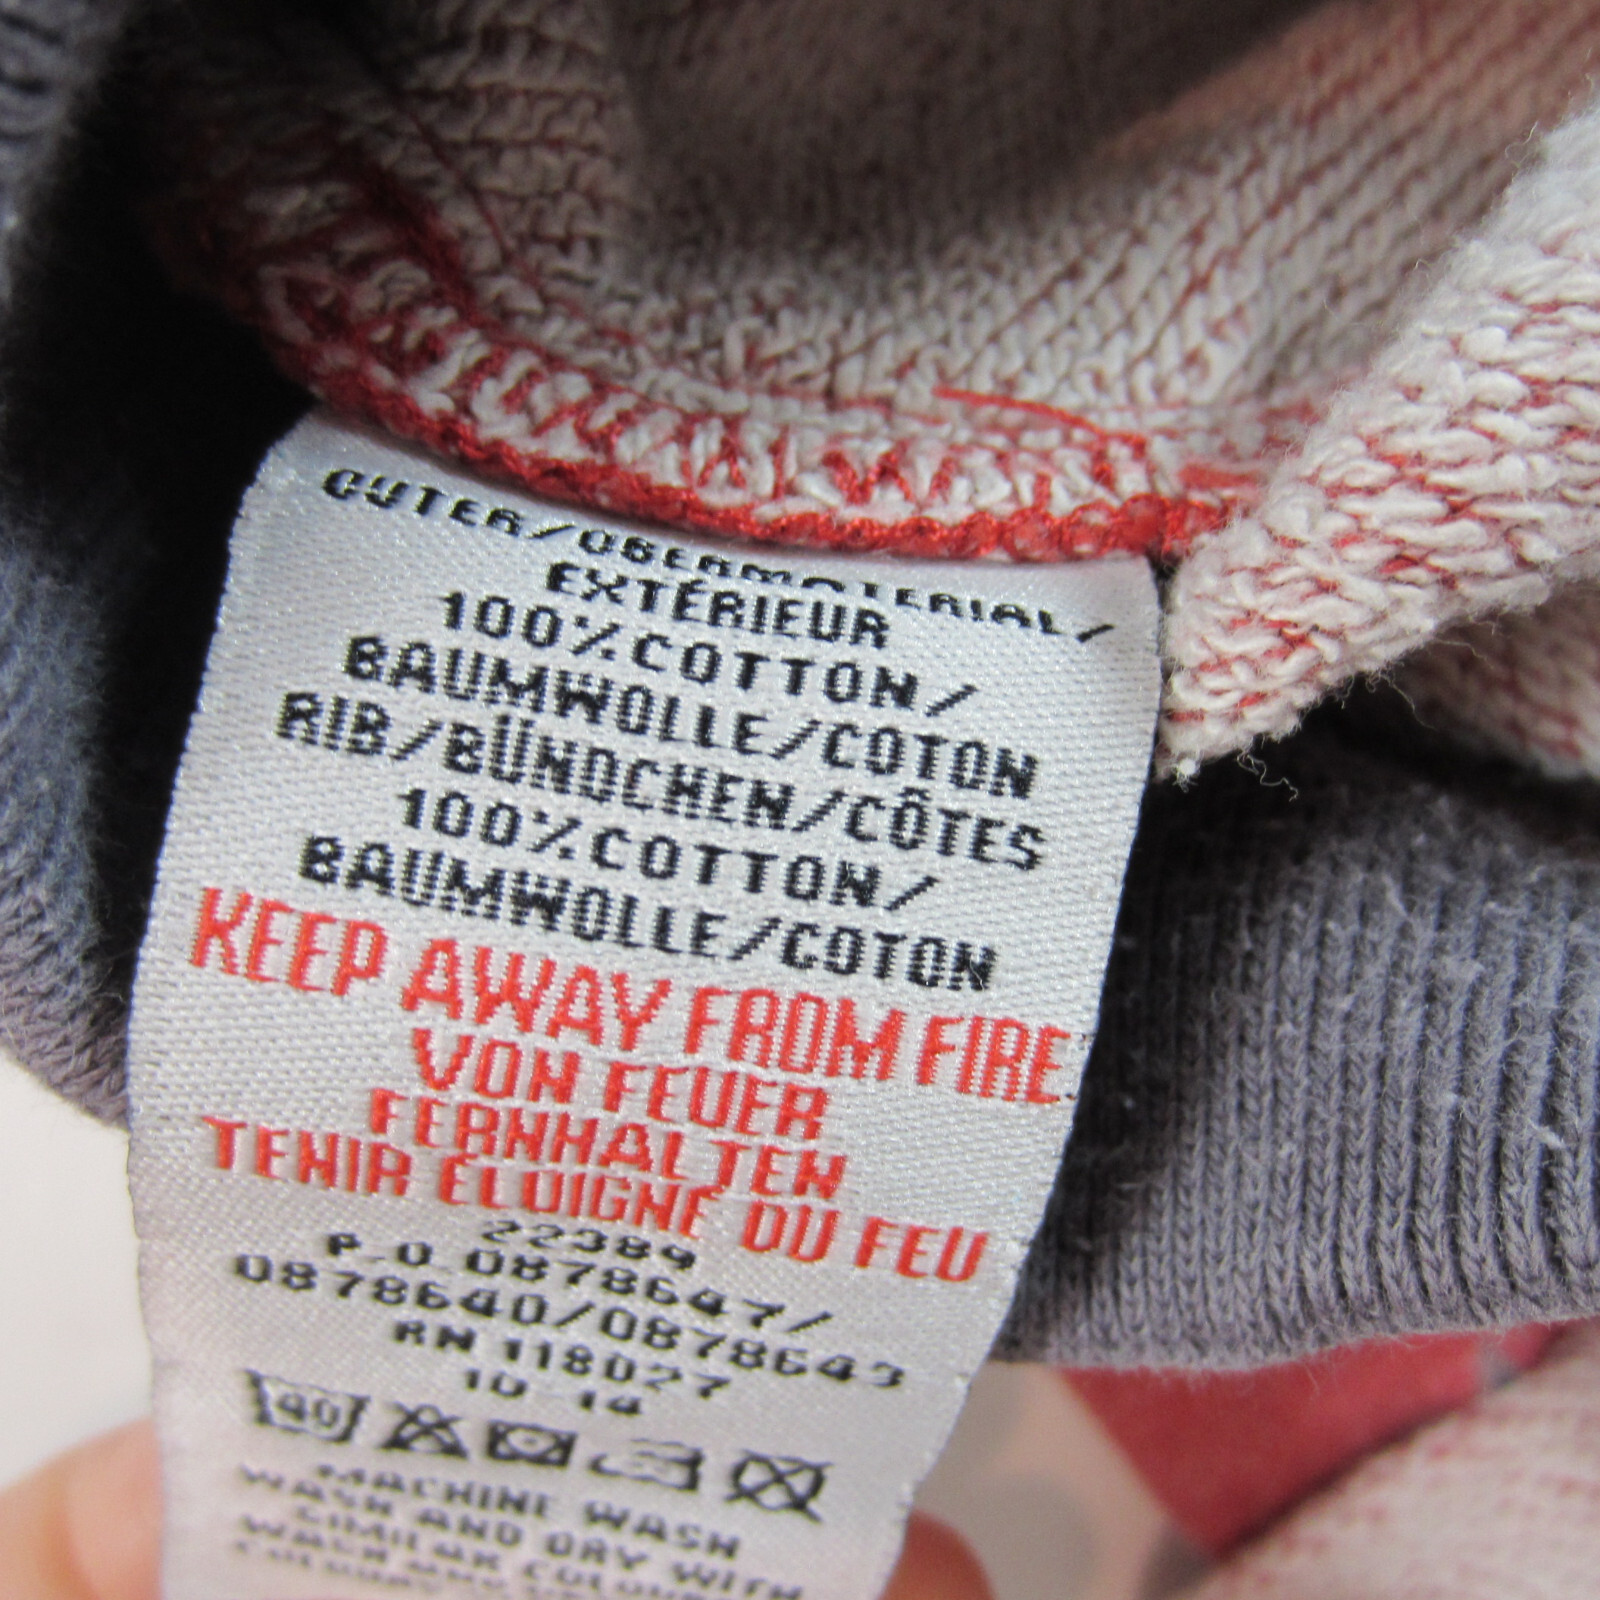 OUTER/OBERMATERIAL/
EXTÉRIEUR
100%COTTON/
BAUMWOLLE/COTON
RIB/BÜNDCHEN/CÔTES
100%COTTON/
BAUMWOLLE/COTON
KEEP AWAY FROM FIRE
VON FEUER
FERNHALTEN
TENIR ÉLOIGNÉ DU FEU
22389
P.O 0878647/
0878640/0878643
RN 118027
10-14
40
MACHINE WASH
WASH AND DRY WITH
SIMILAR COLOURS